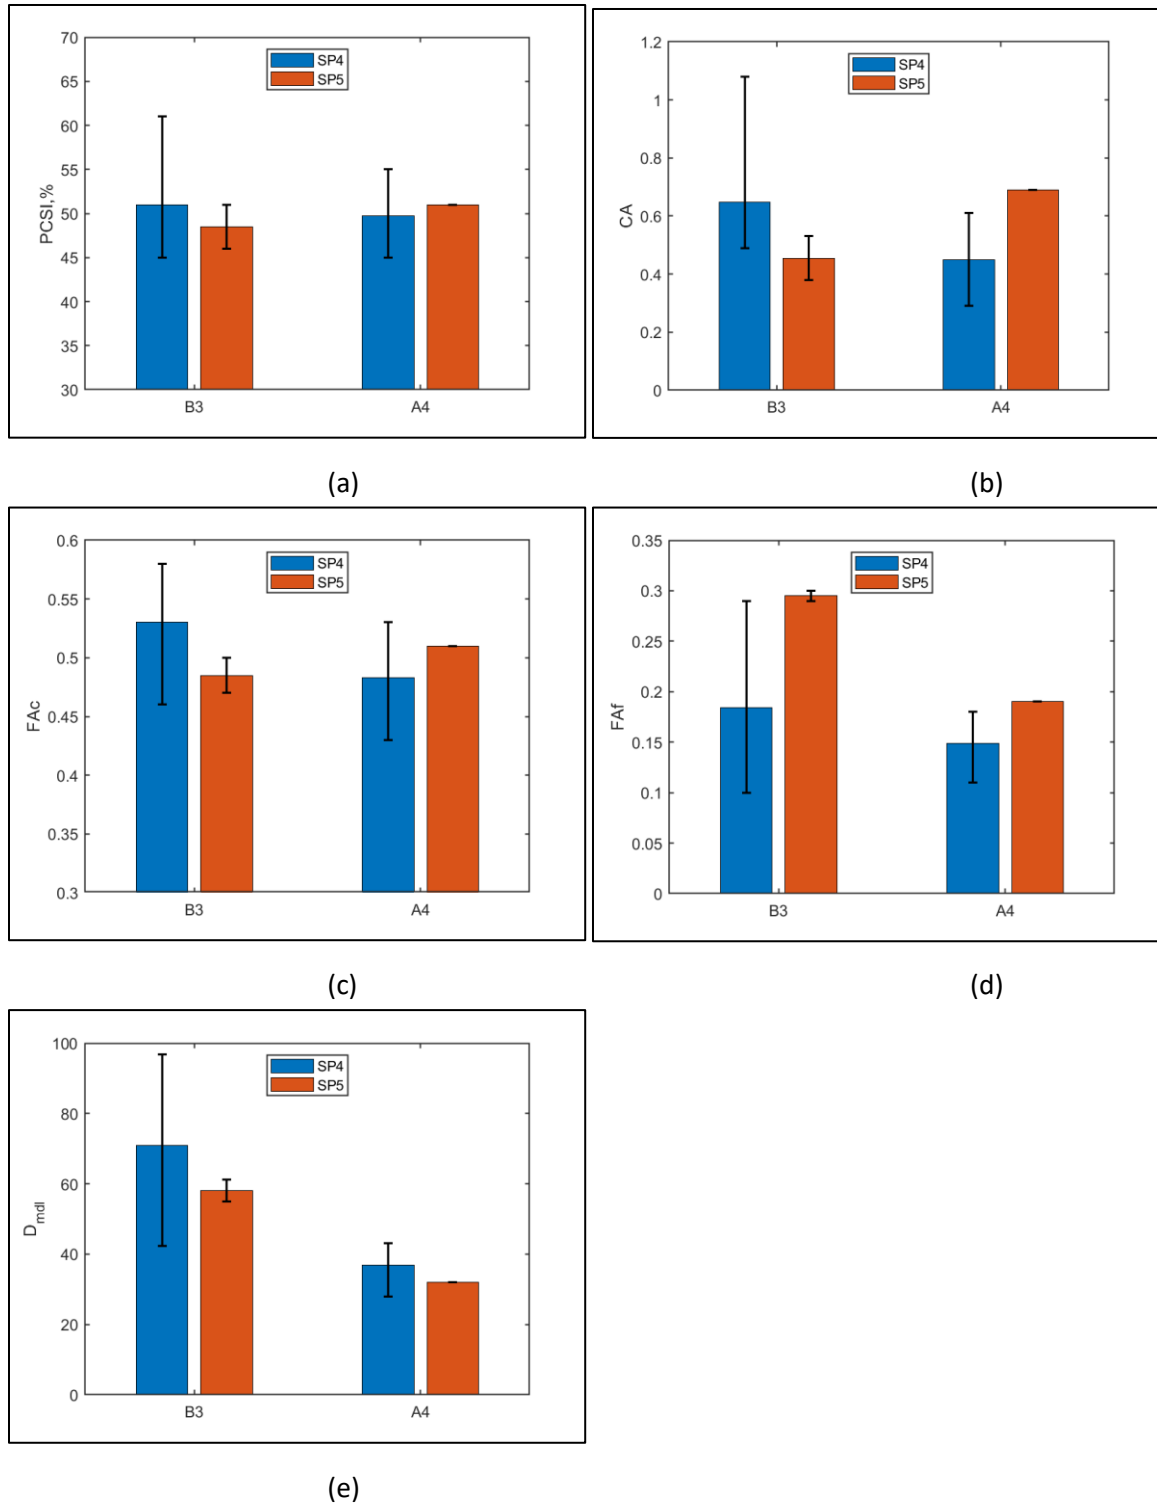 70
65
60
55
50
45
40
35
30
PCSI,%
SP4
SP5
B3
A4
(a)
1.2
1
0.8
0.6
0.4
0.2
0
CA
SP4
SP5
B3
A4
(b)
0.6
0.55
0.5
0.45
0.4
0.35
0.3
FAc
SP4
SP5
B3
A4
(c)
0.35
0.3
0.25
0.2
0.15
0.1
0.05
0
FAf
SP4
SP5
B3
A4
(d)
100
80
60
40
20
0
D_mdl
SP4
SP5
B3
A4
(e)